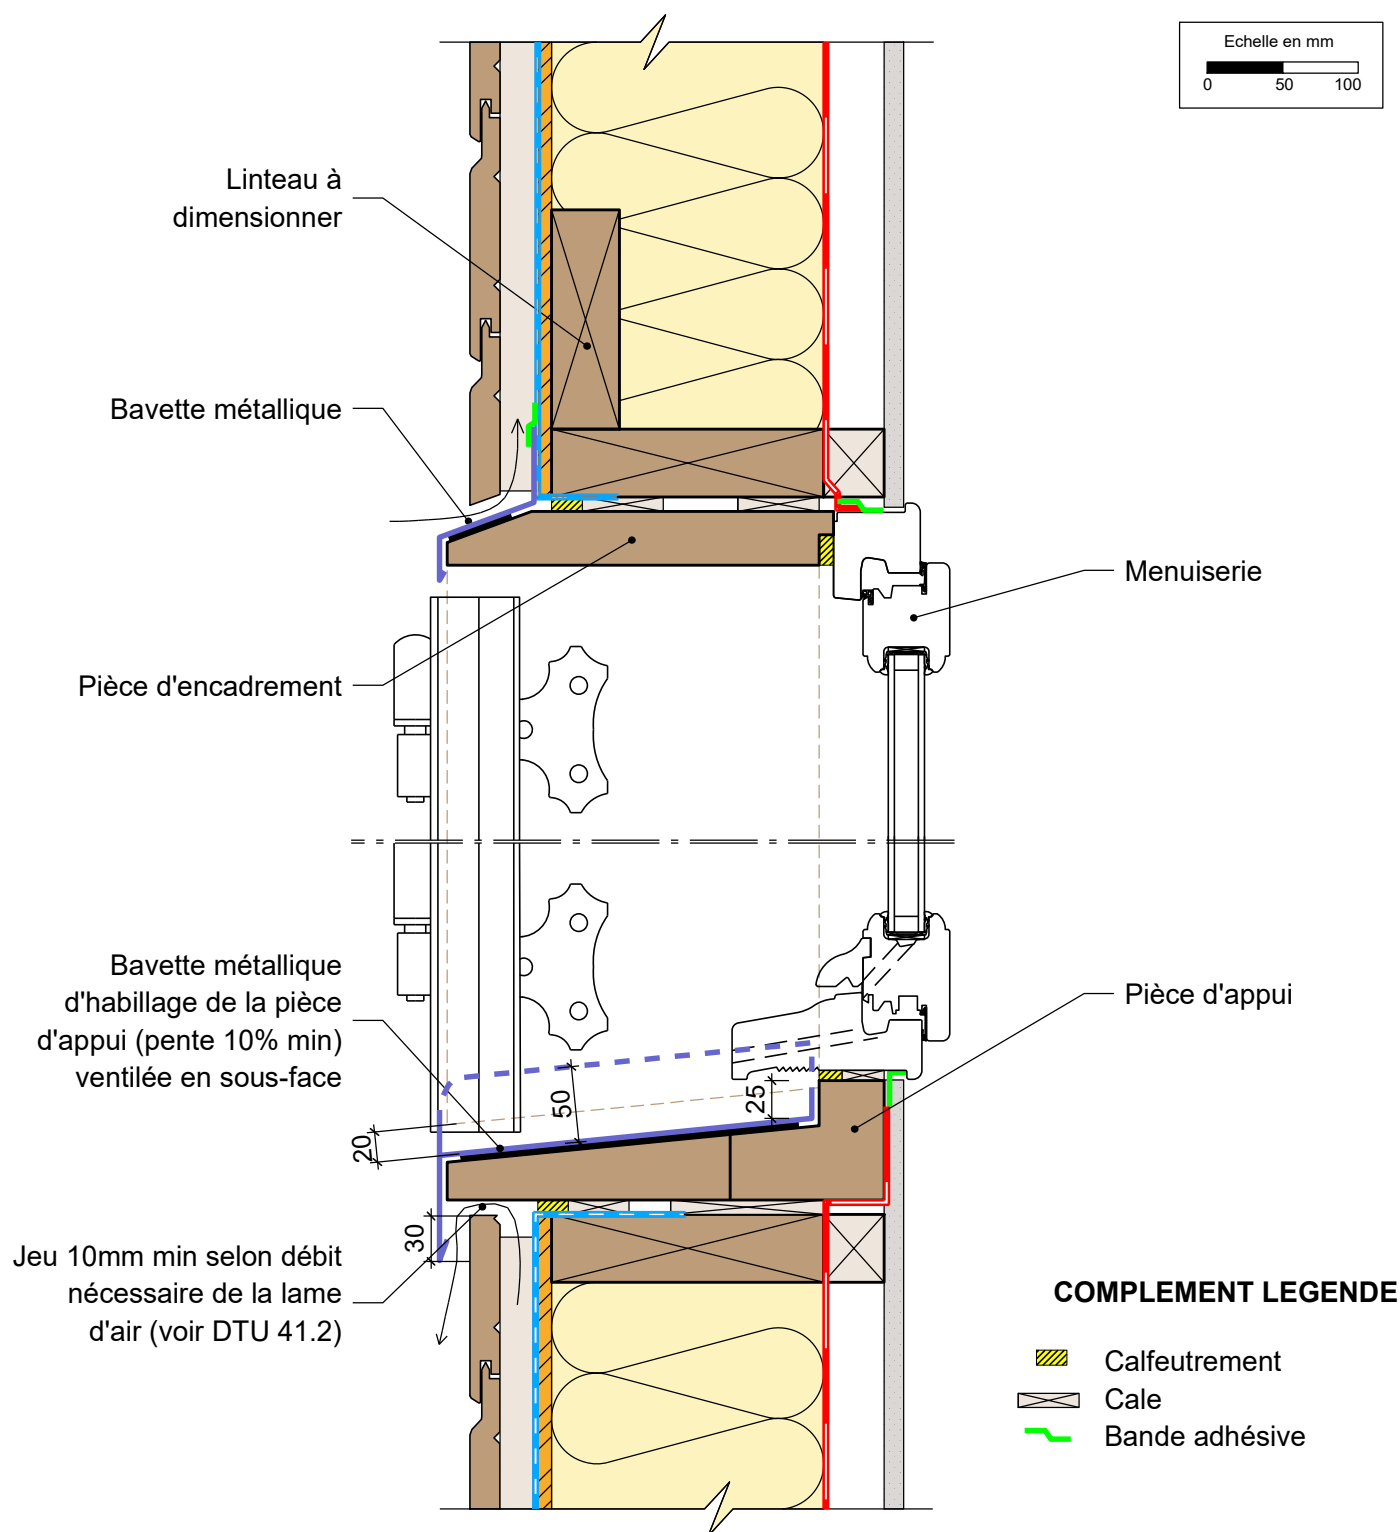 Echelle en mm
0 50 100
Linteau à
dimensionner
Bavette métallique
Menuiserie
Pièce d'encadrement
Bavette métallique
d'habillage de la pièce
d'appui (pente 10% min)
ventilée en sous-face
Pièce d'appui
50
25
20
30
Jeu 10mm min selon débit
nécessaire de la lame
d'air (voir DTU 41.2)
COMPLEMENT LEGENDE
Calfeutrement
Cale
Bande adhésive